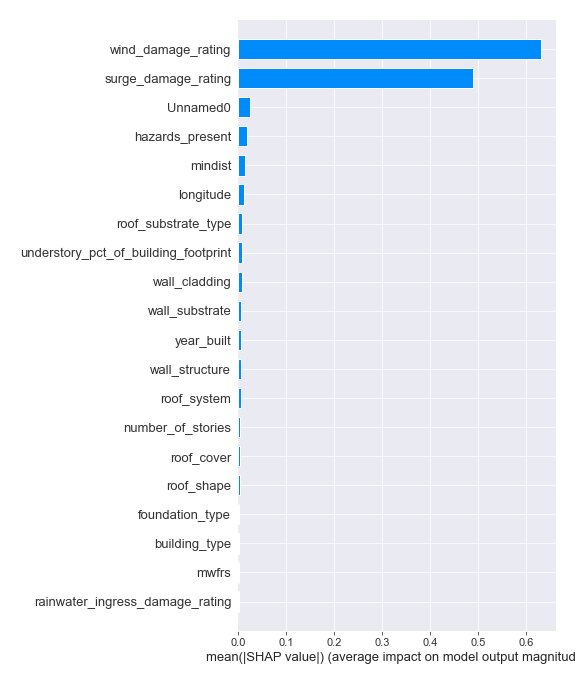 wind_damage_rating
surge_damage_rating
Unnamed0
hazards_present
mindist
longitude
roof_substrate_type
understory_pct_of_building_footprint
wall_cladding
wall_substrate
year_built
wall_structure
roof_system
number_of_stories
roof_cover
roof_shape
foundation_type
building_type
mwfrs
rainwater_ingress_damage_rating
0.0 0.1 0.2 0.3 0.4 0.5 0.6
mean(|SHAP value|) (average impact on model output magnitud